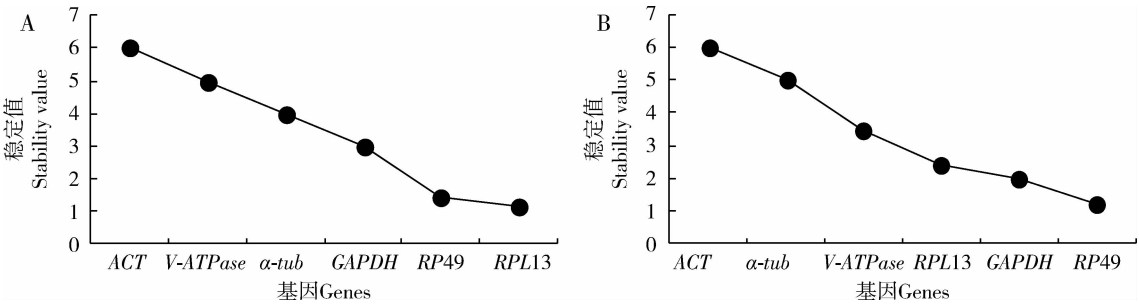 A
7
6
5
4
3
2
1
0
稳定值
Stability value
ACT V-ATPase α-tub GAPDH RP49 RPL13
基因Genes
B
7
6
5
4
3
2
1
0
稳定值
Stability value
ACT α-tub V-ATPase RPL13 GAPDH RP49
基因Genes